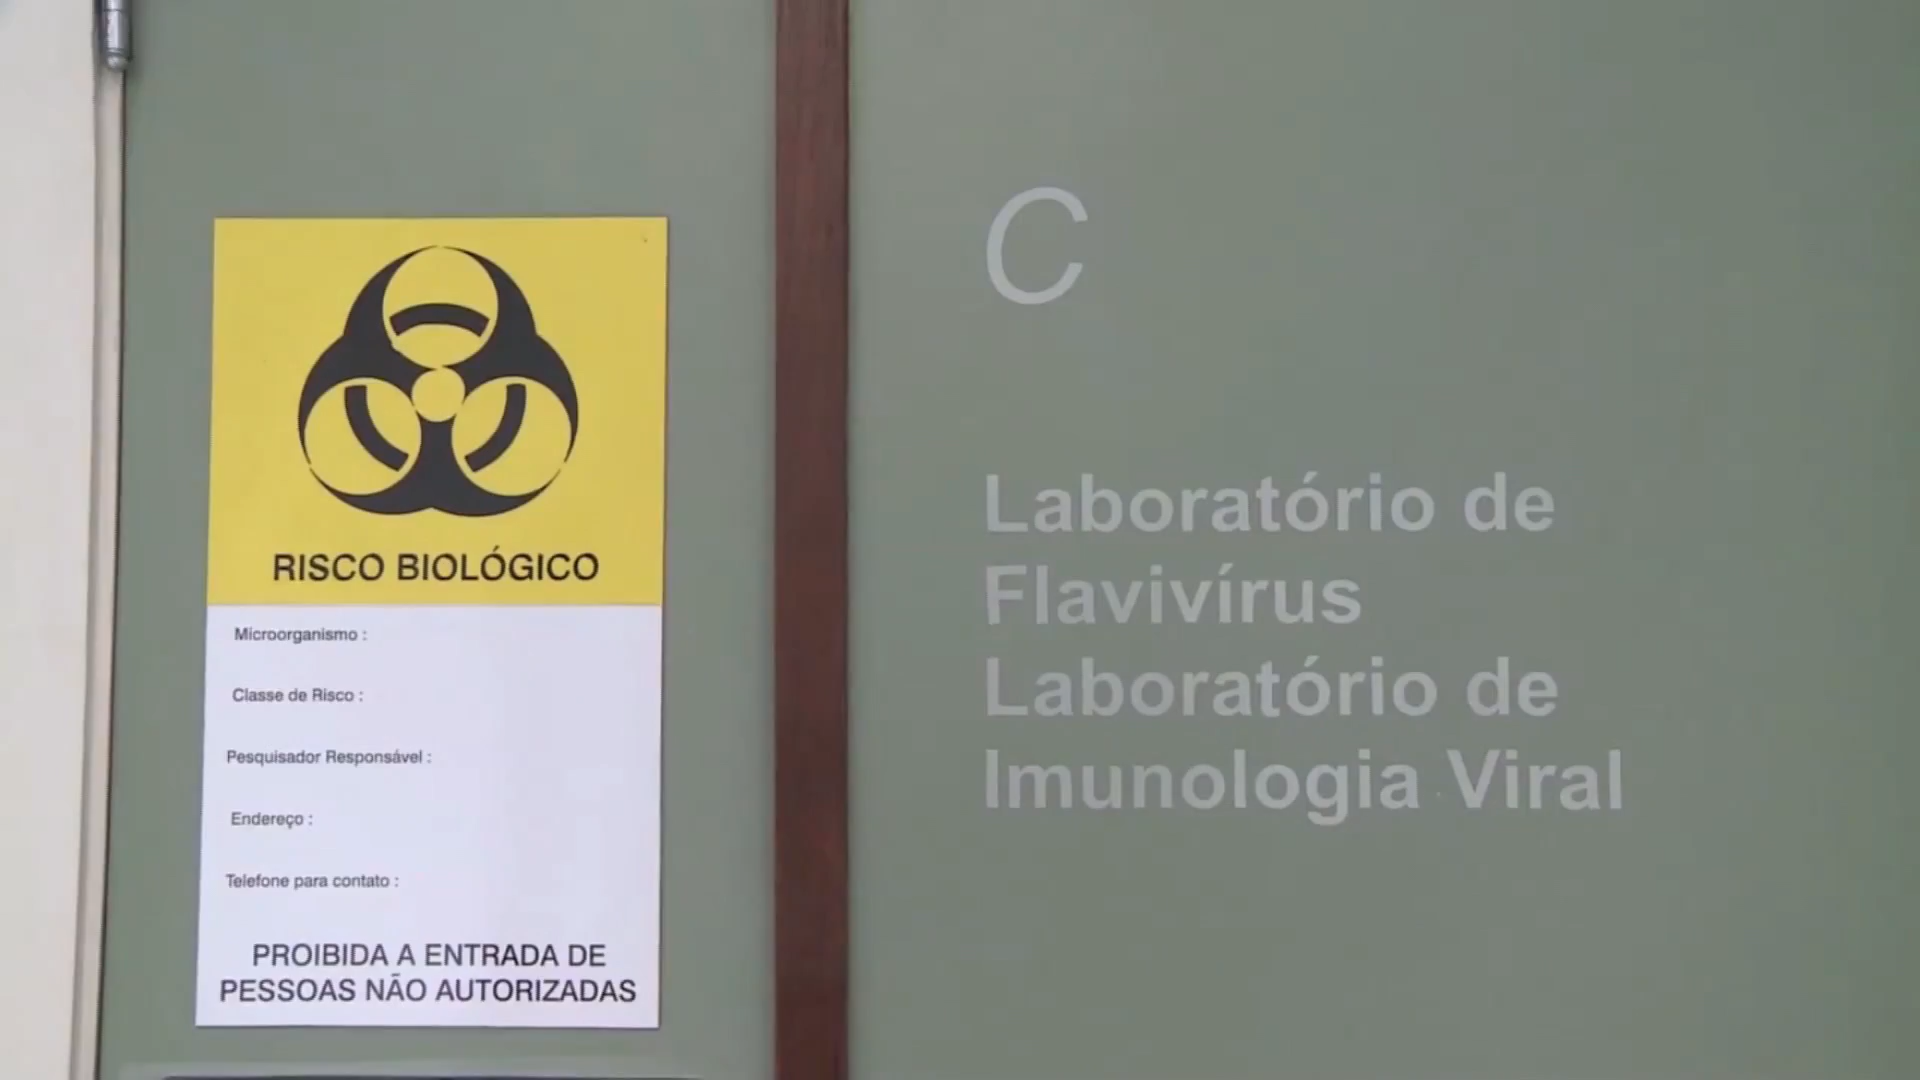 RISCO BIOLÓGICO
Microorganismo :
Classe de Risco :
Pesquisador Responsável :
Endereço :
Telefone para contato :
PROIBIDA A ENTRADA DE
PESSOAS NÃO AUTORIZADAS
C
Laboratório de
Flavivírus
Laboratório de
Imunologia Viral